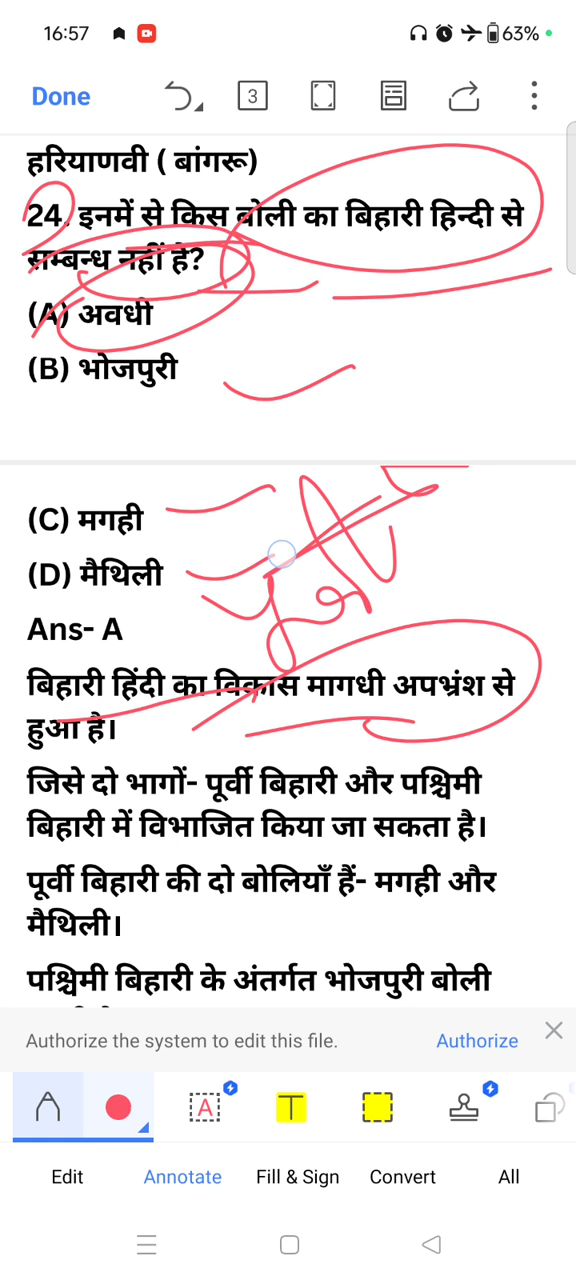 16:57
63%
Done
3
हरियाणवी ( बांगरू)
24. इनमें से किस बोली का बिहारी हिन्दी से
सम्बन्ध नहीं है?
(A) अवधी
(B) भोजपुरी
(C) मगही
(D) मैथिली
Ans- A
बिहारी हिंदी का विकास मागधी अपभ्रंश से
हुआ है।
जिसे दो भागों- पूर्वी बिहारी और पश्चिमी
बिहारी में विभाजित किया जा सकता है।
पूर्वी बिहारी की दो बोलियाँ हैं- मगही और
मैथिली।
पश्चिमी बिहारी के अंतर्गत भोजपुरी बोली
Authorize the system to edit this file.
Authorize
A
T
Edit
Annotate
Fill & Sign
Convert
All